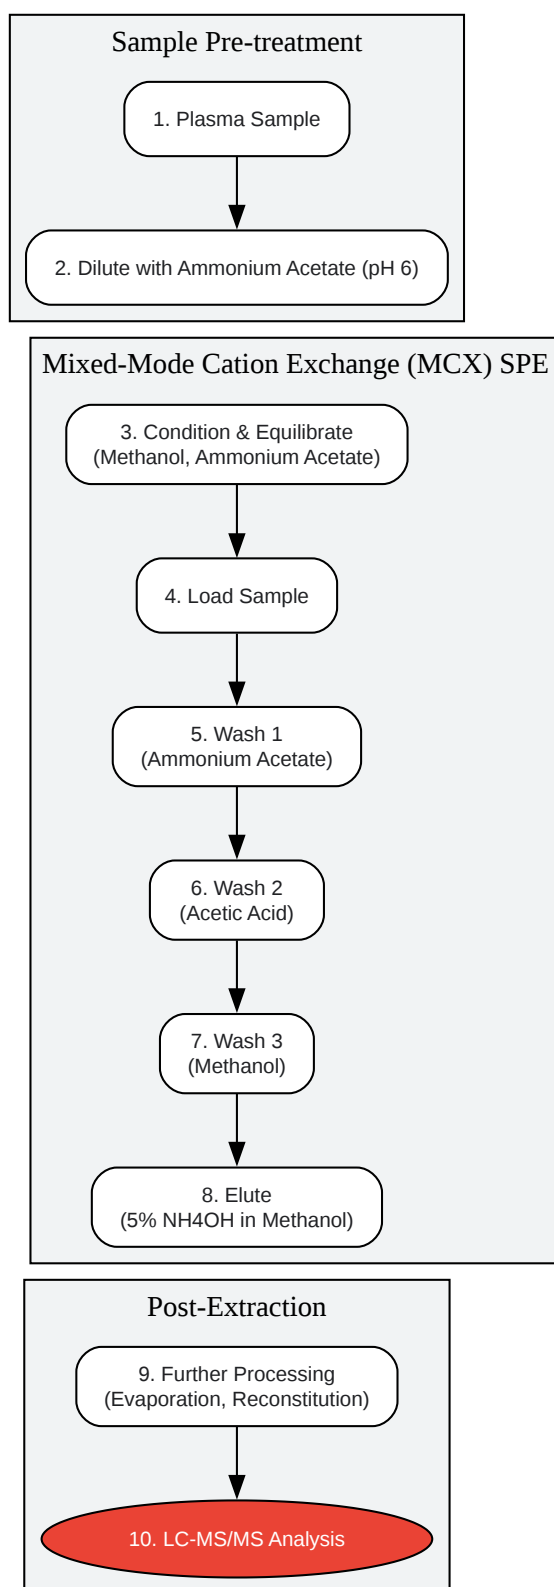 Sample Pre-treatment
1. Plasma Sample
2. Dilute with Ammonium Acetate (pH 6)
Mixed-Mode Cation Exchange (MCX) SPE
3. Condition & Equilibrate
(Methanol, Ammonium Acetate)
4. Load Sample
5. Wash 1
(Ammonium Acetate)
6. Wash 2
(Acetic Acid)
7. Wash 3
(Methanol)
8. Elute
(5% NH4OH in Methanol)
Post-Extraction
9. Further Processing
(Evaporation, Reconstitution)
10. LC-MS/MS Analysis